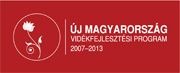 ÚJ MAGYARORSZÁG
VIDÉKFEJLESZTÉSI PROGRAM
2007–2013